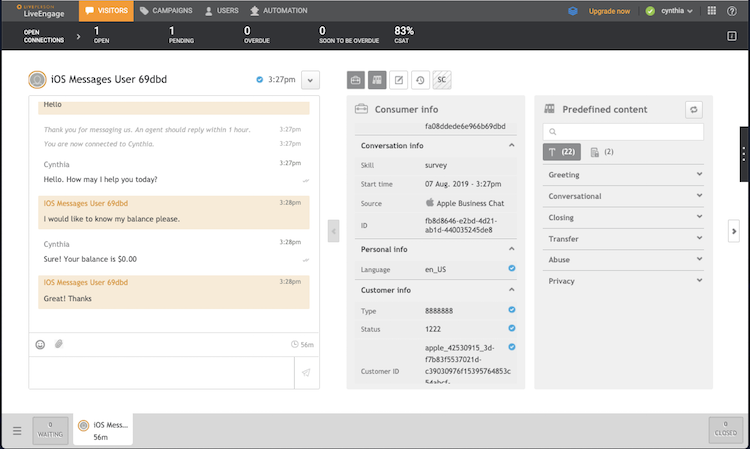 LIVEPERSON
LiveEngage
VISITORS
CAMPAIGNS
USERS
AUTOMATION
Upgrade now
cynthia
OPEN CONNECTIONS
1 OPEN
1 PENDING
0 OVERDUE
0 SOON TO BE OVERDUE
83% CSAT
iOS Messages User 69dbd
3:27pm
SC
Hello
Thank you for messaging us. An agent should reply within 1 hour. 3:27pm
You are now connected to Cynthia. 3:27pm
Cynthia 3:27pm
Hello. How may I help you today?
iOS Messages User 69dbd 3:28pm
I would like to know my balance please.
Cynthia 3:28pm
Sure! Your balance is $0.00
iOS Messages User 69dbd 3:28pm
Great! Thanks
56m
Consumer info
fa08ddede6e966b69dbd
Conversation info
Skill survey
Start time 07 Aug. 2019 - 3:27pm
Source Apple Business Chat
ID fb8d8646-e2bd-4d21-
ab1d-440035245de8
Personal info
Language en_US
Customer info
Type 8888888
Status 1222
apple_42530915_3d-
f7b83f5537021d-
Customer ID c39030976f15395764853c
Predefined content
(22)
(2)
Greeting
Conversational
Closing
Transfer
Abuse
Privacy
0
WAITING
iOS Mess...
56m
0
CLOSED